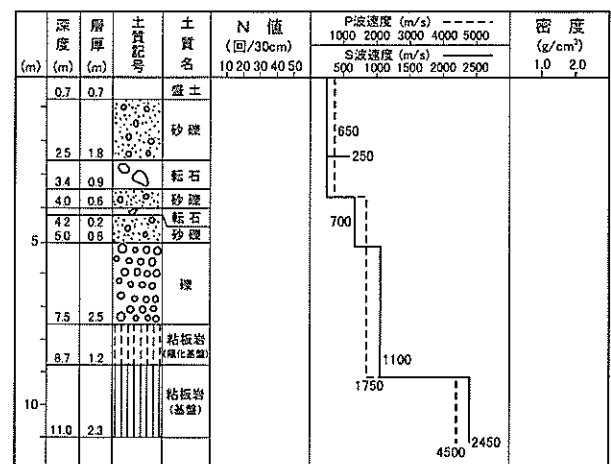 (m)
深度 (m)
層厚 (m)
土質記号
土質名
N 値
(回/30cm)
10 20 30 40 50
P波速度 (m/s)
1000 2000 3000 4000 5000
S波速度 (m/s)
500 1000 1500 2000 2500
密度
(g/cm³)
1.0 2.0
0.7 0.7 盛土
砂礫
2.5 1.8
転石
3.4 0.9
4.0 0.6 砂礫
4.2 0.2 転石
5.0 0.8 砂礫
5
礫
7.5 2.5
粘板岩
(風化基盤)
8.7 1.2
粘板岩
(基盤)
10
11.0 2.3
650
250
700
1100
1750
2450
4500